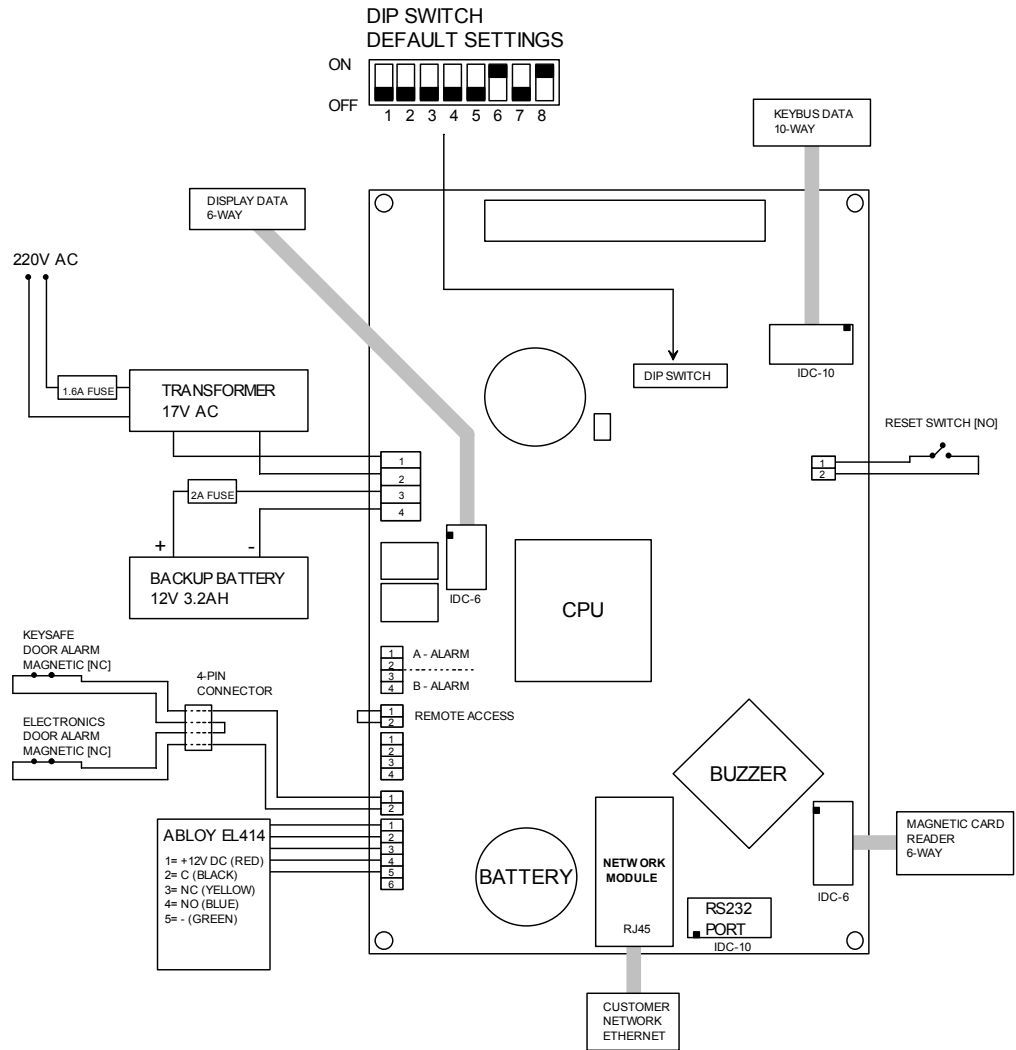 DIP SWITCH
DEFAULT SETTINGS
ON
OFF
1 2 3 4 5 6 7 8
KEYBUS DATA
10-WAY
DISPLAY DATA
6-WAY
220V AC
1.6A FUSE
TRANSFORMER
17V AC
DIP SWITCH
IDC-10
RESET SWITCH [NO]
1
2
1
2
3
4
2A FUSE
+ -
BACKUP BATTERY
12V 3.2AH
IDC-6
CPU
KEYSAFE
DOOR ALARM
MAGNETIC [NC]
4-PIN
CONNECTOR
ELECTRONICS
DOOR ALARM
MAGNETIC [NC]
1 A - ALARM
2
3
4 B - ALARM
1 REMOTE ACCESS
2
1
2
3
4
1
2
1
2
3
4
5
6
ABLOY EL414
1= +12V DC (RED)
2= C (BLACK)
3= NC (YELLOW)
4= NO (BLUE)
5= - (GREEN)
BUZZER
BATTERY
NETWORK
MODULE
RJ45
RS232
PORT
IDC-10
IDC-6
MAGNETIC CARD
READER
6-WAY
CUSTOMER
NETWORK
ETHERNET